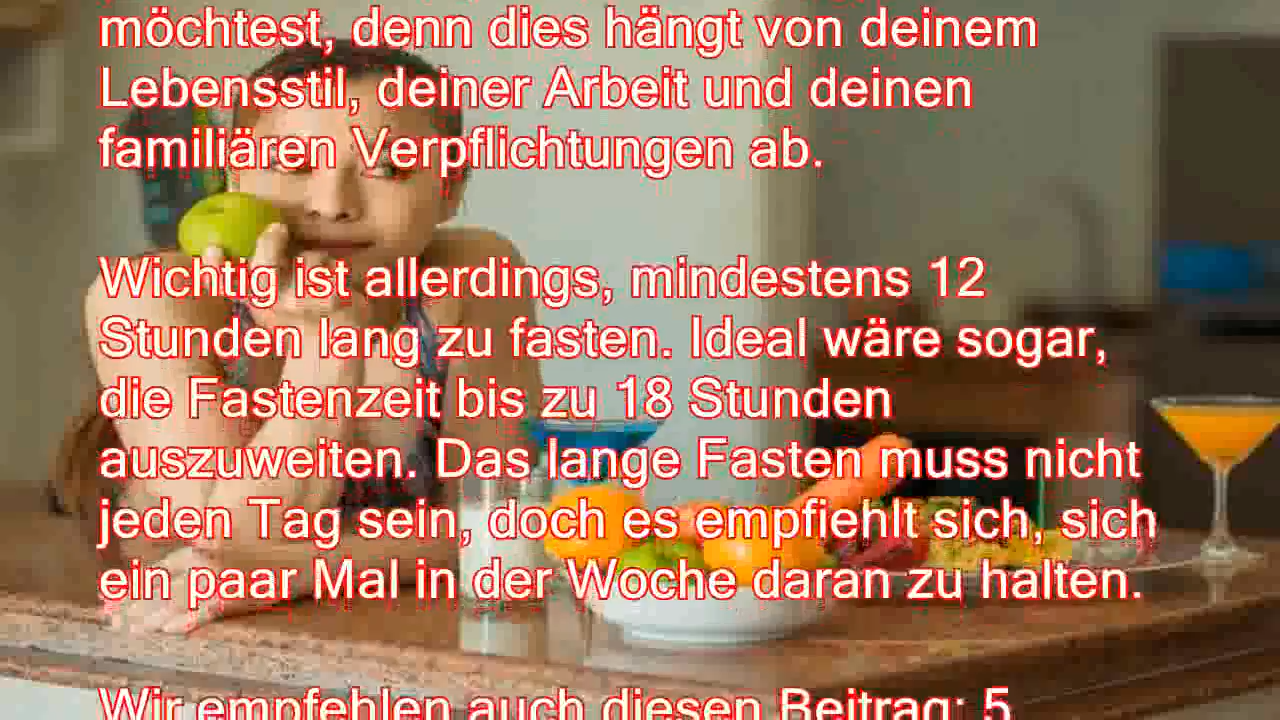 möchtest, denn dies hängt von deinem
Lebensstil, deiner Arbeit und deinen
familiären Verpflichtungen ab.
Wichtig ist allerdings, mindestens 12
Stunden lang zu fasten. Ideal wäre sogar,
die Fastenzeit bis zu 18 Stunden
auszuweiten. Das lange Fasten muss nicht
jeden Tag sein, doch es empfiehlt sich, sich
ein paar Mal in der Woche daran zu halten.
Wir empfehlen auch diesen Beitrag: 5